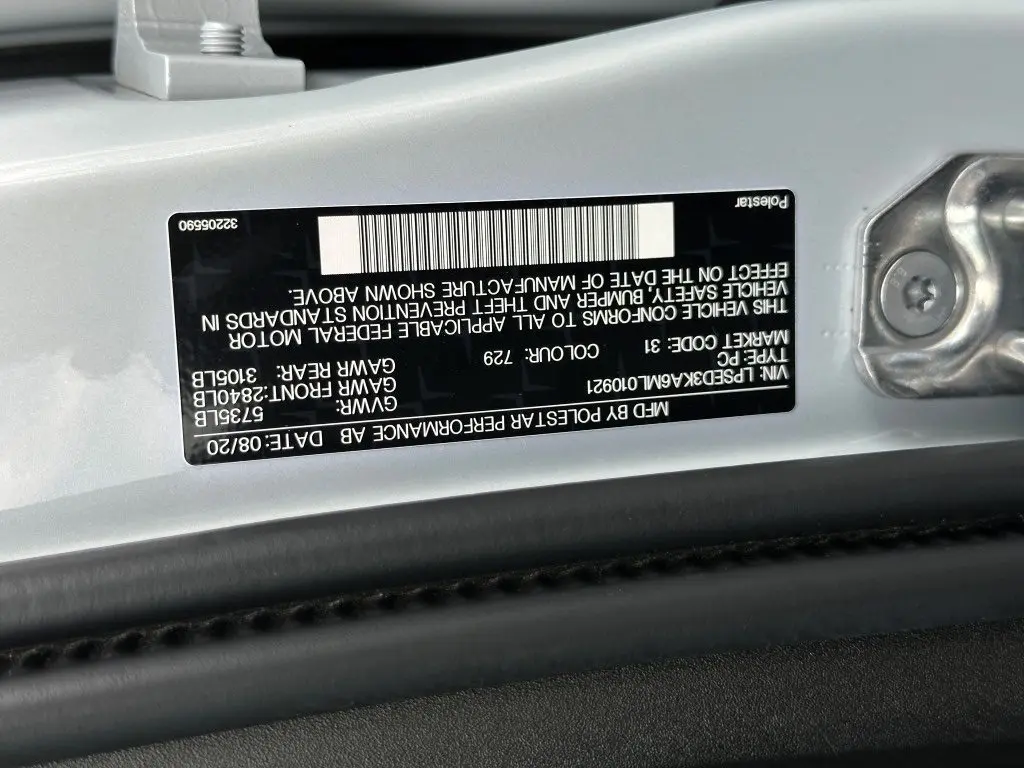 MFD BY POLESTAR PERFORMANCE AB DATE: 08/20
VIN: LPSED3KA6ML010921 GVWR: 5735LB
TYPE: PC GAWR FRONT: 2840LB
MARKET CODE: 31 COLOUR: 729 GAWR REAR: 3105LB
THIS VEHICLE CONFORMS TO ALL APPLICABLE FEDERAL MOTOR
VEHICLE SAFETY, BUMPER AND THEFT PREVENTION STANDARDS IN
EFFECT ON THE DATE OF MANUFACTURE SHOWN ABOVE.
Polestar 32205590